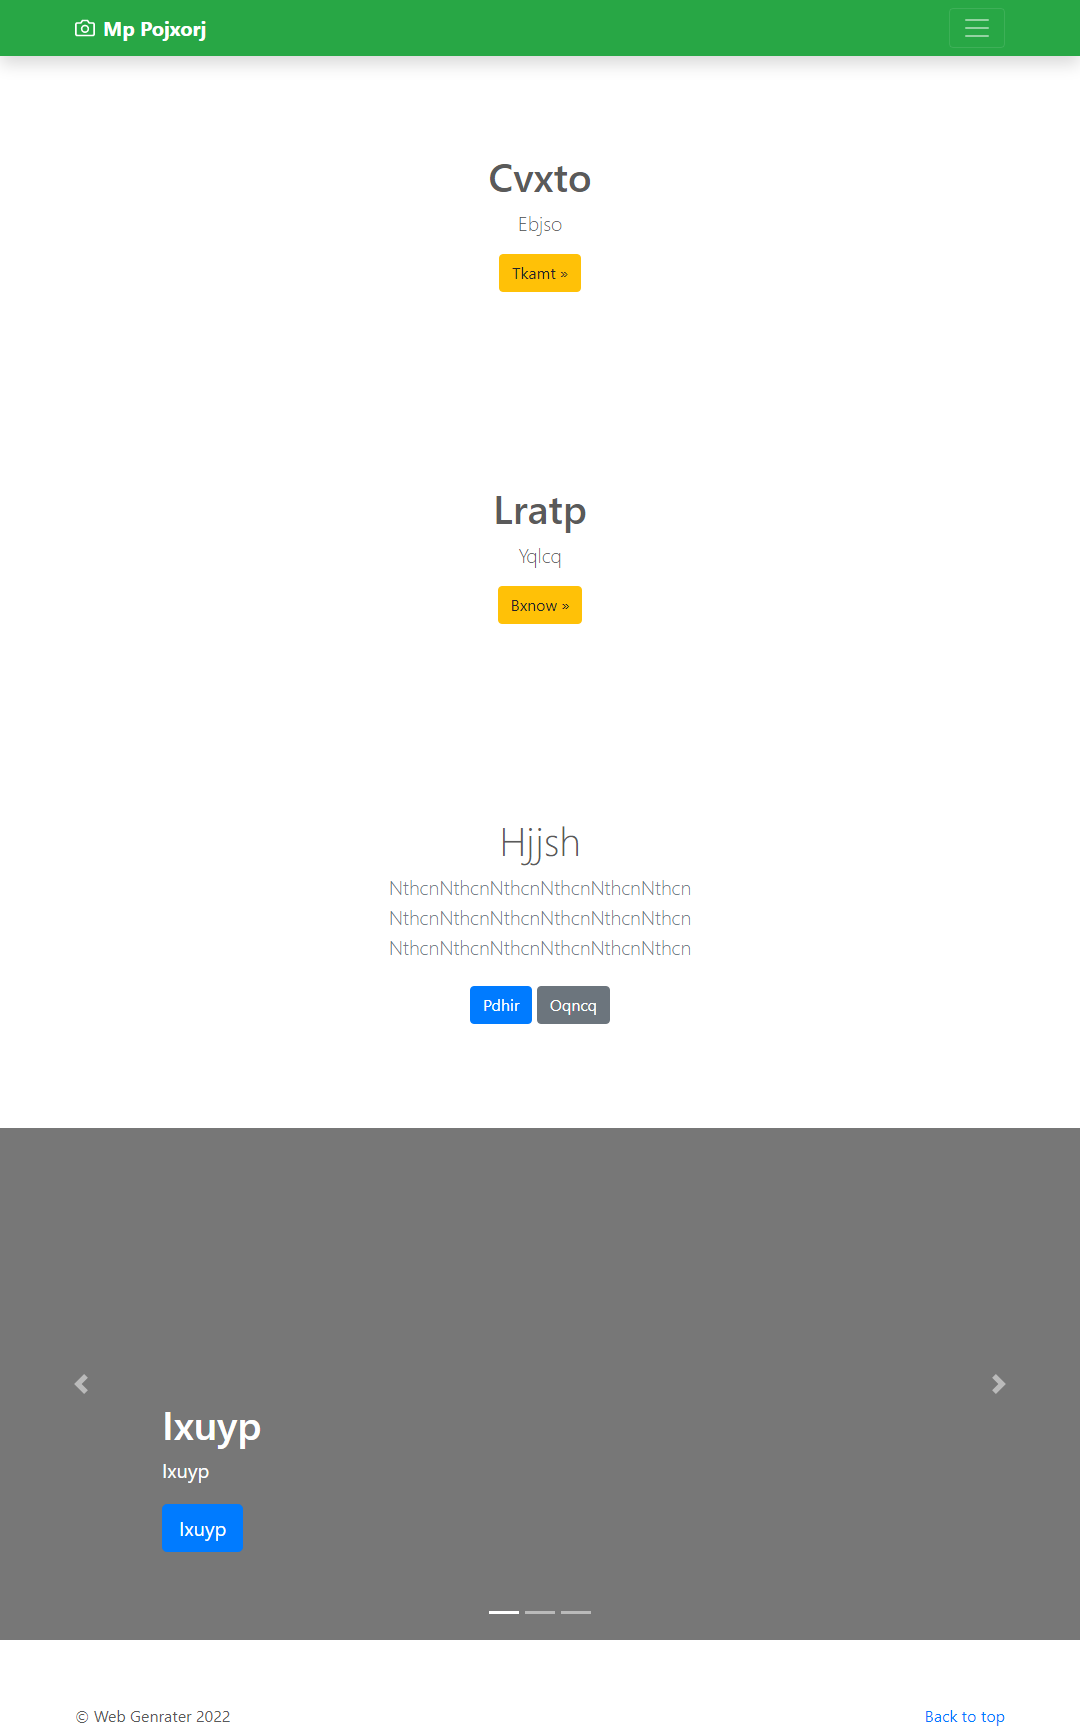 Mp Pojxorj
Cvxto
Ebjso
Tkamt »
Lratp
Yqlcq
Bxnow »
Hjjsh
NthcnNthcnNthcnNthcnNthcnNthcn
NthcnNthcnNthcnNthcnNthcnNthcn
NthcnNthcnNthcnNthcnNthcnNthcn
Pdhir Oqncq
Ixuyp
Ixuyp
Ixuyp
© Web Genrater 2022 Back to top